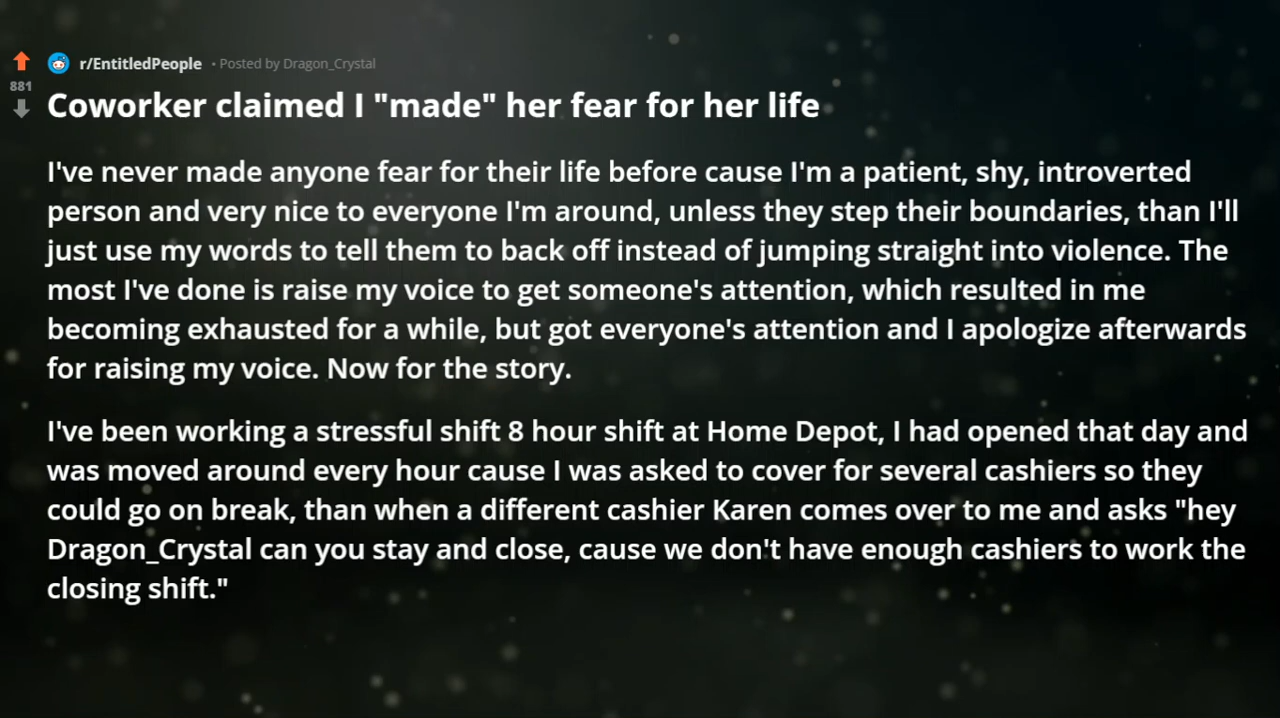 r/EntitledPeople • Posted by Dragon_Crystal
881
Coworker claimed I "made" her fear for her life
I've never made anyone fear for their life before cause I'm a patient, shy, introverted
person and very nice to everyone I'm around, unless they step their boundaries, than I'll
just use my words to tell them to back off instead of jumping straight into violence. The
most I've done is raise my voice to get someone's attention, which resulted in me
becoming exhausted for a while, but got everyone's attention and I apologize afterwards
for raising my voice. Now for the story.
I've been working a stressful shift 8 hour shift at Home Depot, I had opened that day and
was moved around every hour cause I was asked to cover for several cashiers so they
could go on break, than when a different cashier Karen comes over to me and asks "hey
Dragon_Crystal can you stay and close, cause we don't have enough cashiers to work the
closing shift."